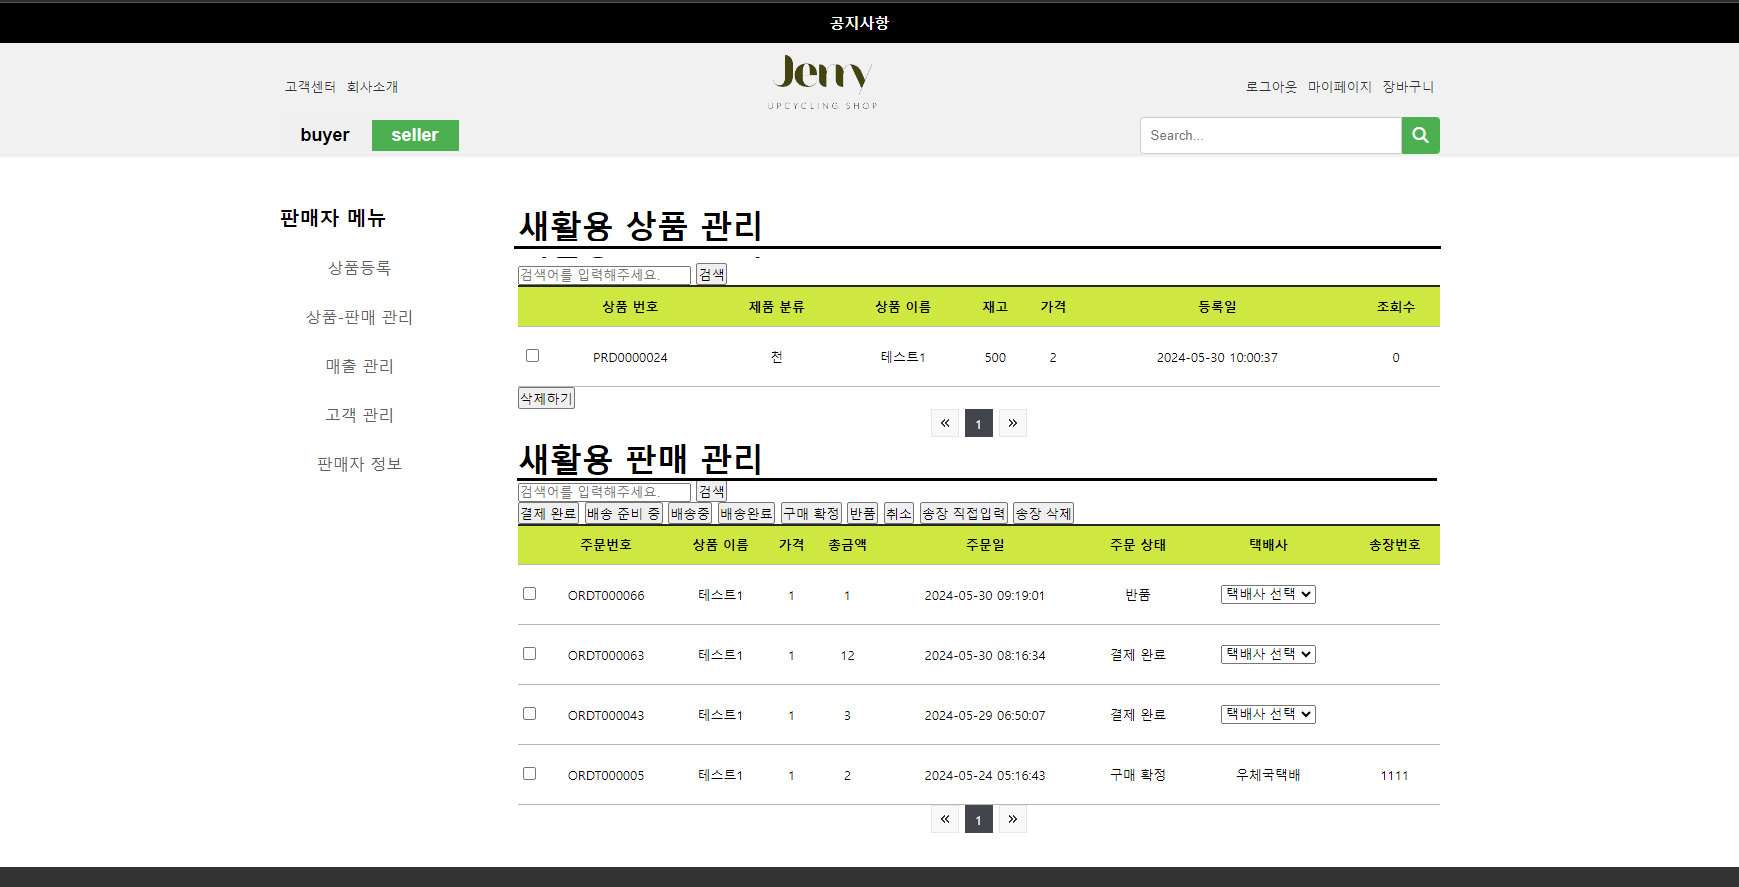 공지사항
고객센터 회사소개
Jerry
UPCYCLING SHOP
로그아웃 마이페이지 장바구니
buyer seller
Search...
판매자 메뉴
상품등록
상품-판매 관리
매출 관리
고객 관리
판매자 정보
새활용 상품 관리
검색어를 입력해주세요. 검색
상품 번호 제품 분류 상품 이름 재고 가격 등록일 조회수
PRD0000024 천 테스트1 500 2 2024-05-30 10:00:37 0
삭제하기
« 1 »
새활용 판매 관리
검색어를 입력해주세요. 검색
결제 완료 배송 준비 중 배송중 배송완료 구매 확정 반품 취소 송장 직접입력 송장 삭제
주문번호 상품 이름 가격 총금액 주문일 주문 상태 택배사 송장번호
ORDT000066 테스트1 1 1 2024-05-30 09:19:01 반품 택배사 선택
ORDT000063 테스트1 1 12 2024-05-30 08:16:34 결제 완료 택배사 선택
ORDT000043 테스트1 1 3 2024-05-29 06:50:07 결제 완료 택배사 선택
ORDT000005 테스트1 1 2 2024-05-24 05:16:43 구매 확정 우체국택배 1111
« 1 »